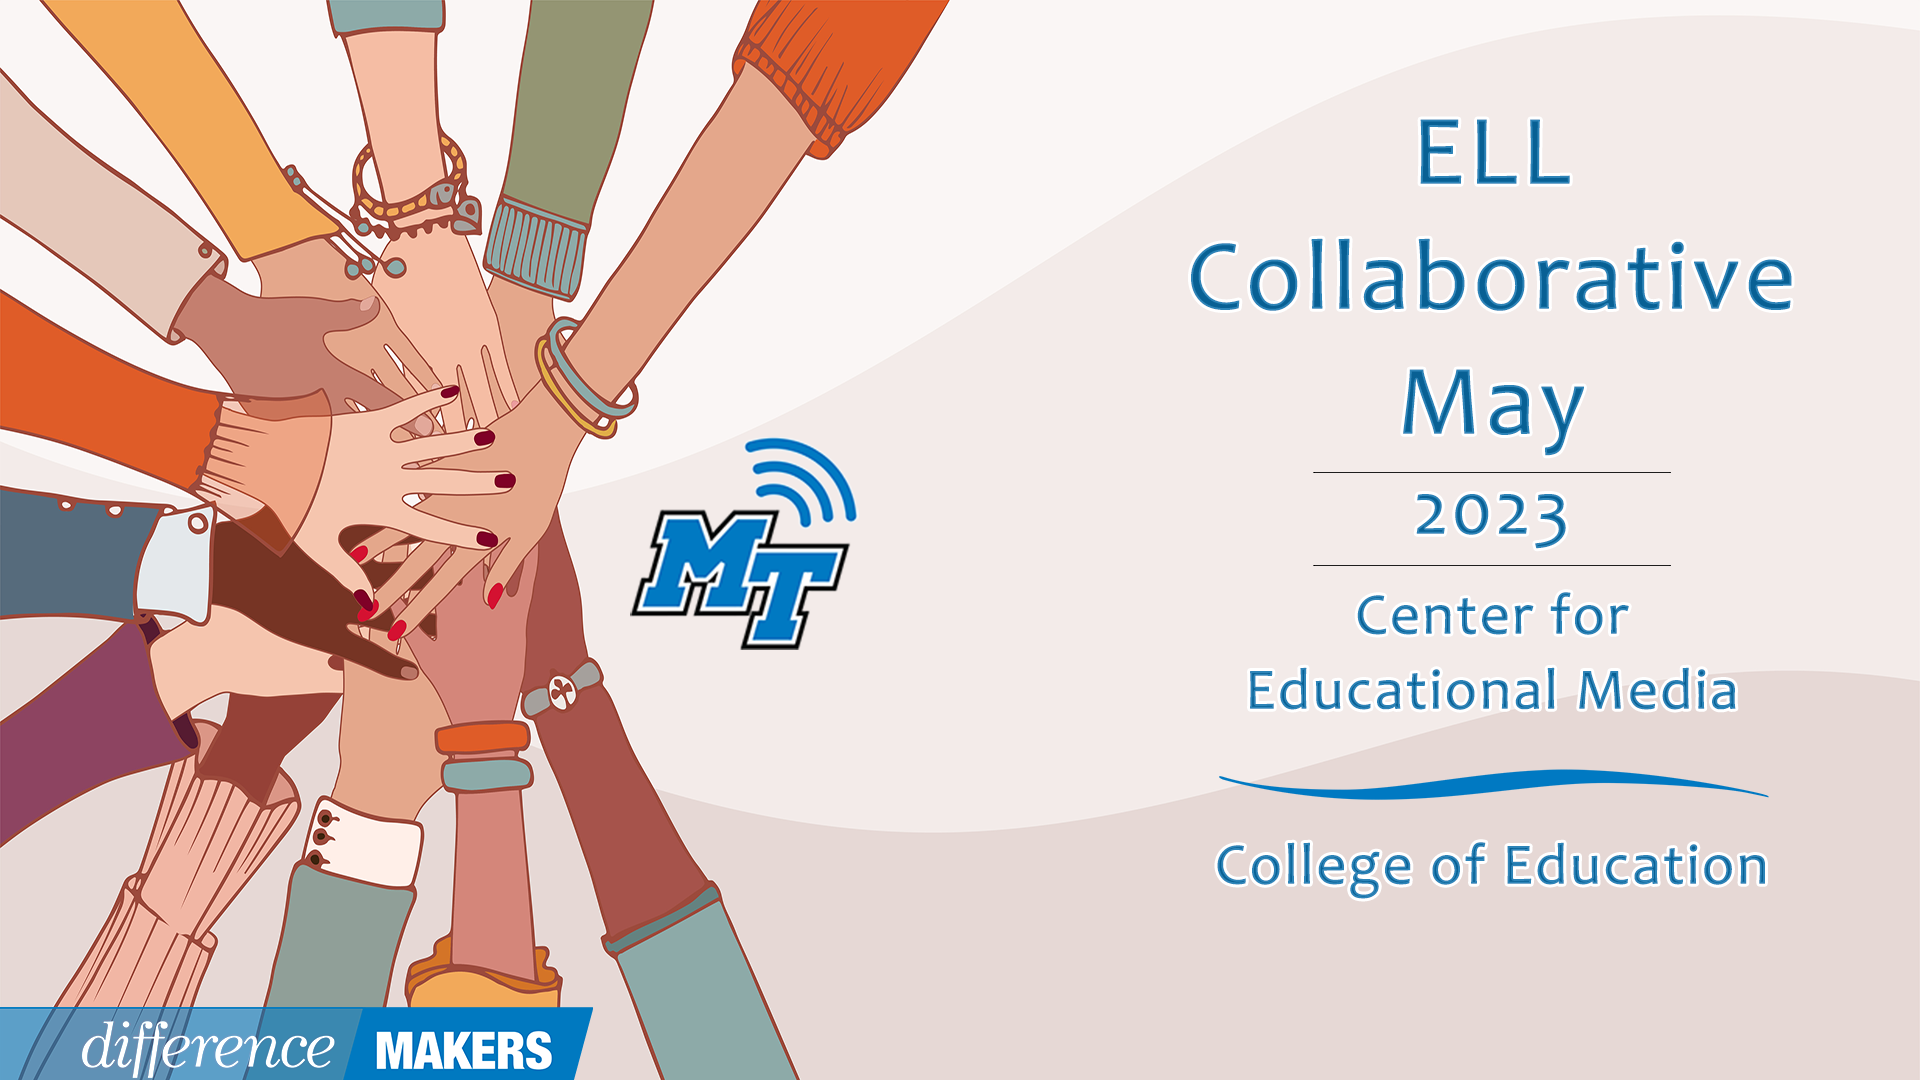 ELL
Collaborative
May
2023
Center for
Educational Media
College of Education
MT
difference MAKERS